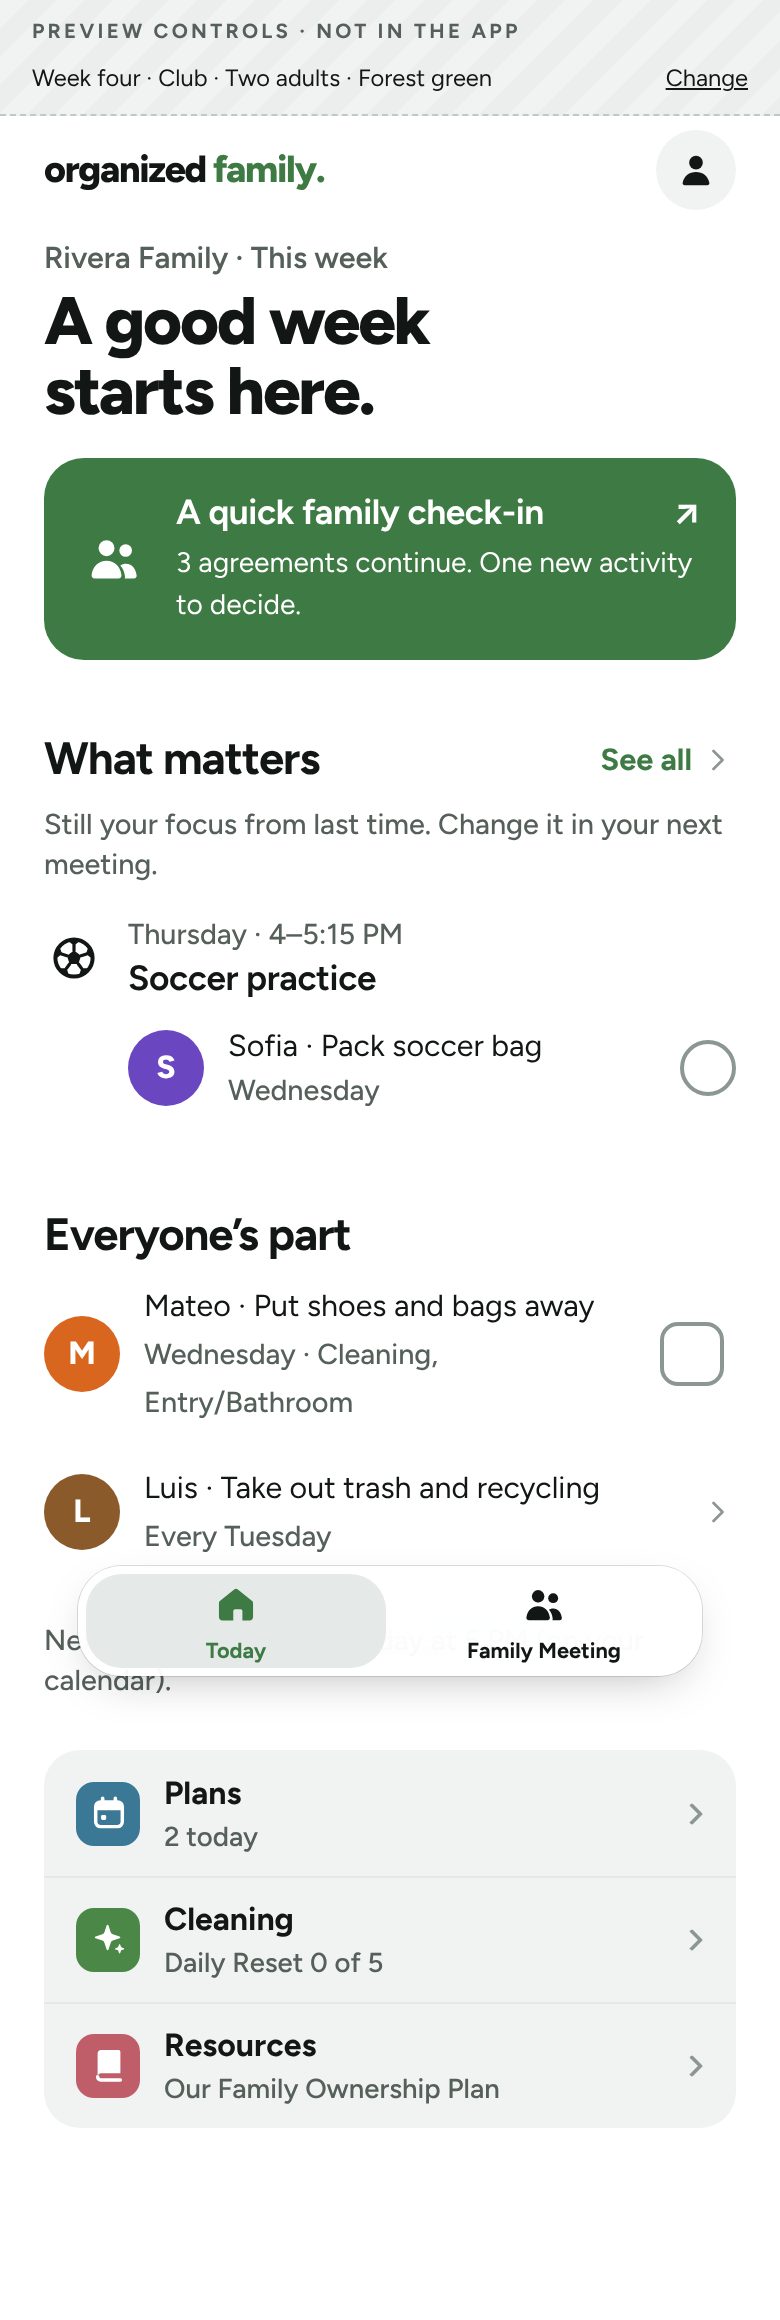 PREVIEW CONTROLS · NOT IN THE APP
Week four · Club · Two adults · Forest green
Change
organized family.
Rivera Family · This week
A good week
starts here.
A quick family check-in
3 agreements continue. One new activity
to decide.
What matters
See all
Still your focus from last time. Change it in your next
meeting.
Thursday · 4–5:15 PM
Soccer practice
S
Sofia · Pack soccer bag
Wednesday
Everyone’s part
Mateo · Put shoes and bags away
M
Wednesday · Cleaning,
Entry/Bathroom
Luis · Take out trash and recycling
L
Every Tuesday
Today
Family Meeting
calendar).
Plans
2 today
Cleaning
Daily Reset 0 of 5
Resources
Our Family Ownership Plan